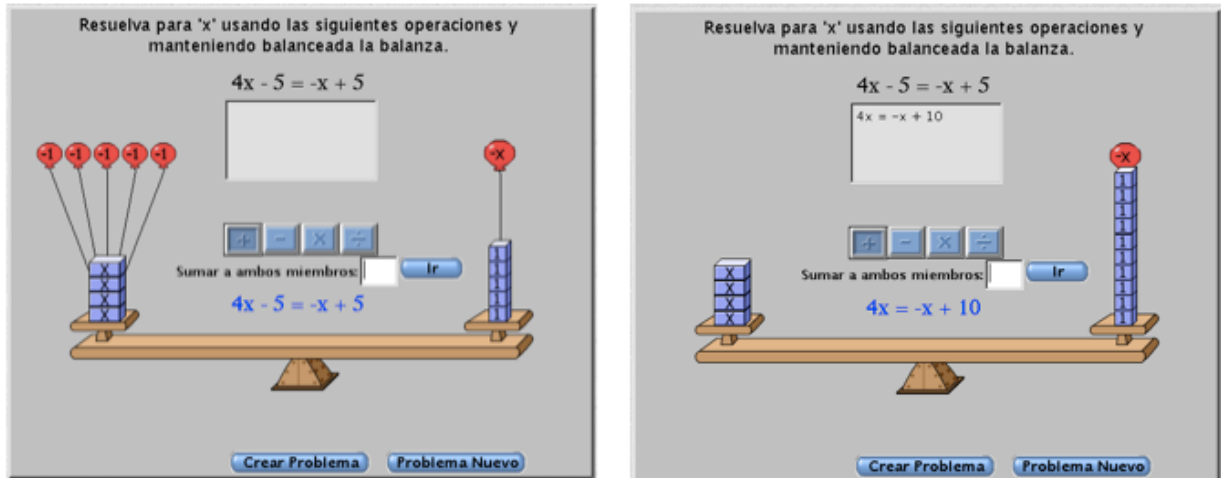 Resuelva para 'x' usando las siguientes operaciones y
manteniendo balanceada la balanza.
4x - 5 = -x + 5
-1 -1 -1 -1 -1
-x
+ - × ÷
Sumar a ambos miembros: Ir
X
X
X
X
1
1
1
1
1
4x - 5 = -x + 5
Crear Problema Problema Nuevo
Resuelva para 'x' usando las siguientes operaciones y
manteniendo balanceada la balanza.
4x - 5 = -x + 5
4x = -x + 10
-x
1
1
1
1
1
1
1
1
1
1
+ - × ÷
Sumar a ambos miembros: Ir
X
X
X
X
4x = -x + 10
Crear Problema Problema Nuevo